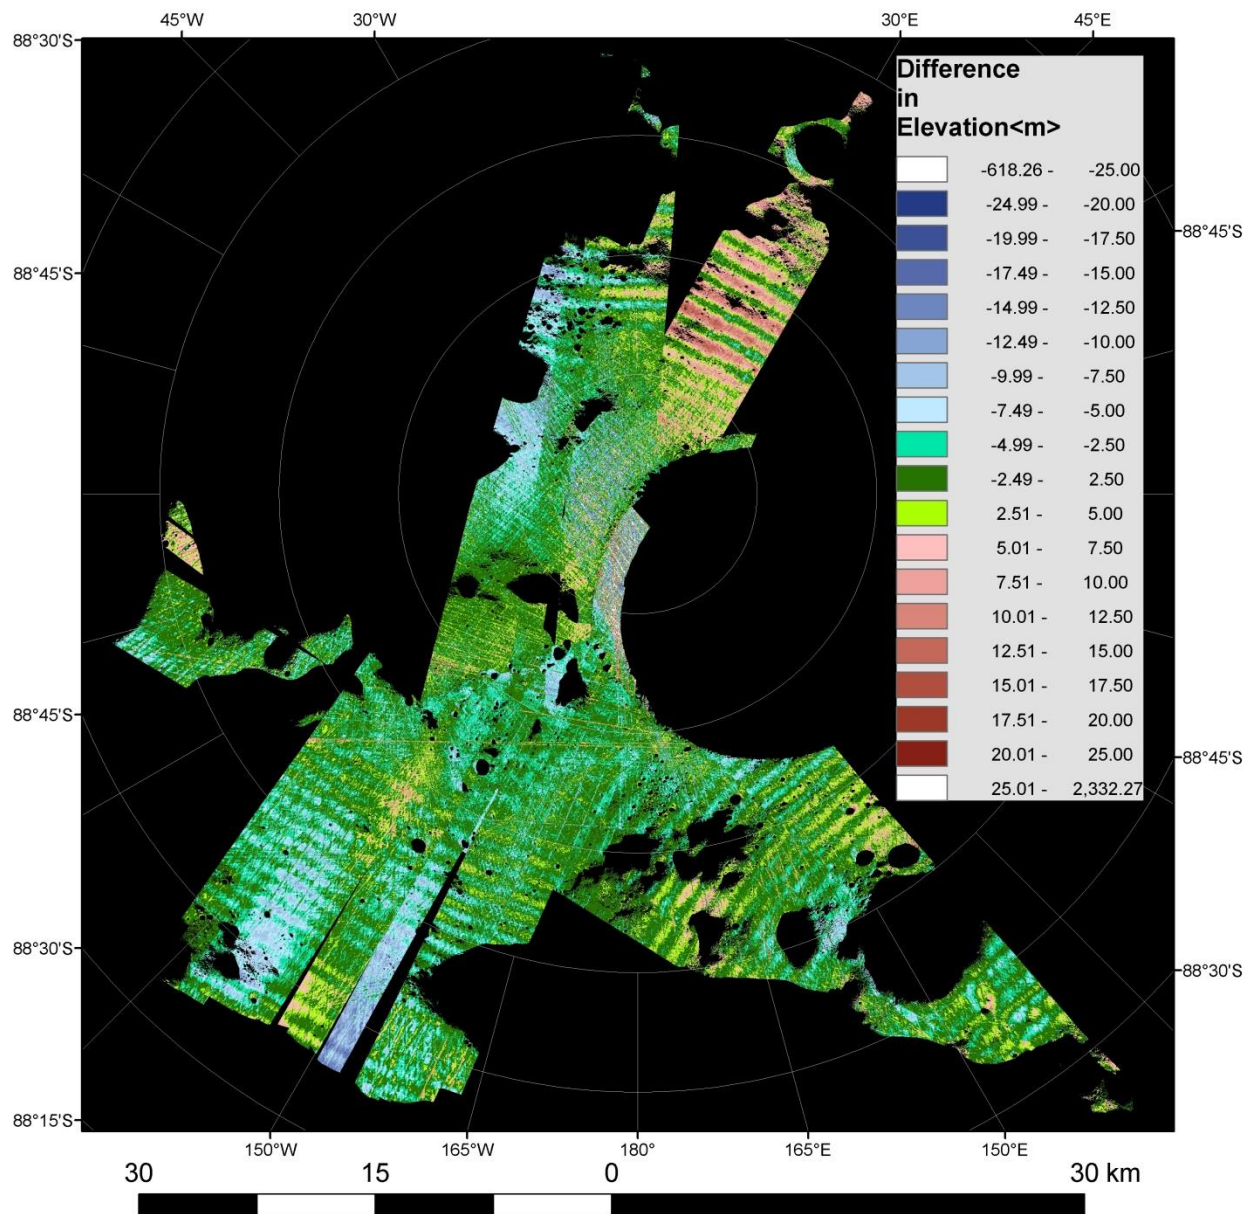 45°W 30°W 30°E 45°E
88°30'S
Difference
in
Elevation<m>
-618.26 - -25.00
-24.99 - -20.00
-19.99 - -17.50
-17.49 - -15.00
-14.99 - -12.50
-12.49 - -10.00
-9.99 - -7.50
-7.49 - -5.00
-4.99 - -2.50
-2.49 - 2.50
2.51 - 5.00
5.01 - 7.50
7.51 - 10.00
10.01 - 12.50
12.51 - 15.00
15.01 - 17.50
17.51 - 20.00
20.01 - 25.00
25.01 - 2,332.27
88°45'S
88°45'S
88°45'S
88°45'S
88°30'S
88°30'S
88°15'S
150°W 165°W 180° 165°E 150°E
30 15 0 30 km